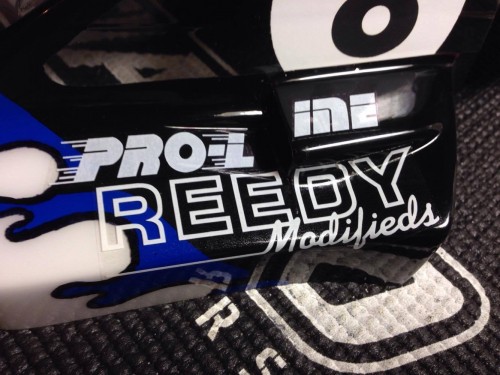 PRO-L INE
REEDY
Modifieds